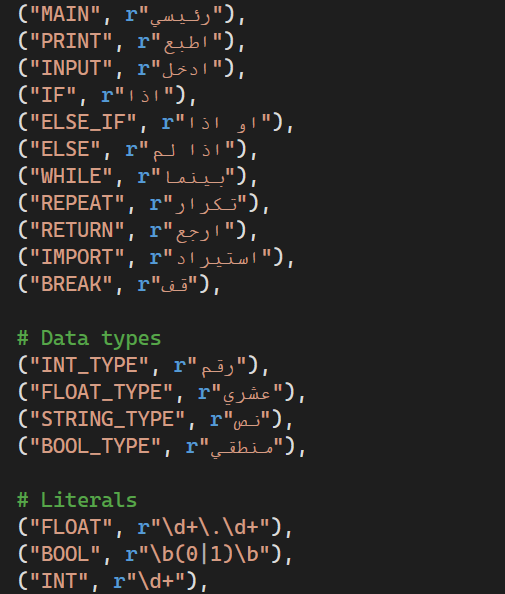 ("MAIN", r"رئيسي"),
("PRINT", r"اطبع"),
("INPUT", r"ادخل"),
("IF", r"اذا"),
("ELSE_IF", r"او اذا"),
("ELSE", r"اذا لم"),
("WHILE", r"بينما"),
("REPEAT", r"تكرار"),
("RETURN", r"ارجع"),
("IMPORT", r"استيراد"),
("BREAK", r"قف"),
# Data types
("INT_TYPE", r"رقم"),
("FLOAT_TYPE", r"عشري"),
("STRING_TYPE", r"نص"),
("BOOL_TYPE", r"منطقي"),
# Literals
("FLOAT", r"\d+\.\d+"),
("BOOL", r"\b(0|1)\b"),
("INT", r"\d+"),